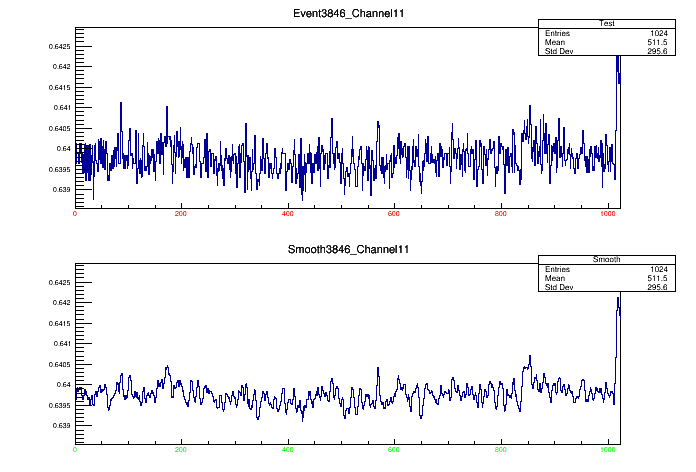 Event3846_Channel11
Test
Entries 1024
Mean 511.5
Std Dev 295.6
0.6425
0.642
0.6415
0.641
0.6405
0.64
0.6395
0.639
0 200 400 600 800 1000
Smooth3846_Channel11
Smooth
Entries 1024
Mean 511.5
Std Dev 295.6
0.6425
0.642
0.6415
0.641
0.6405
0.64
0.6395
0.639
0 200 400 600 800 1000